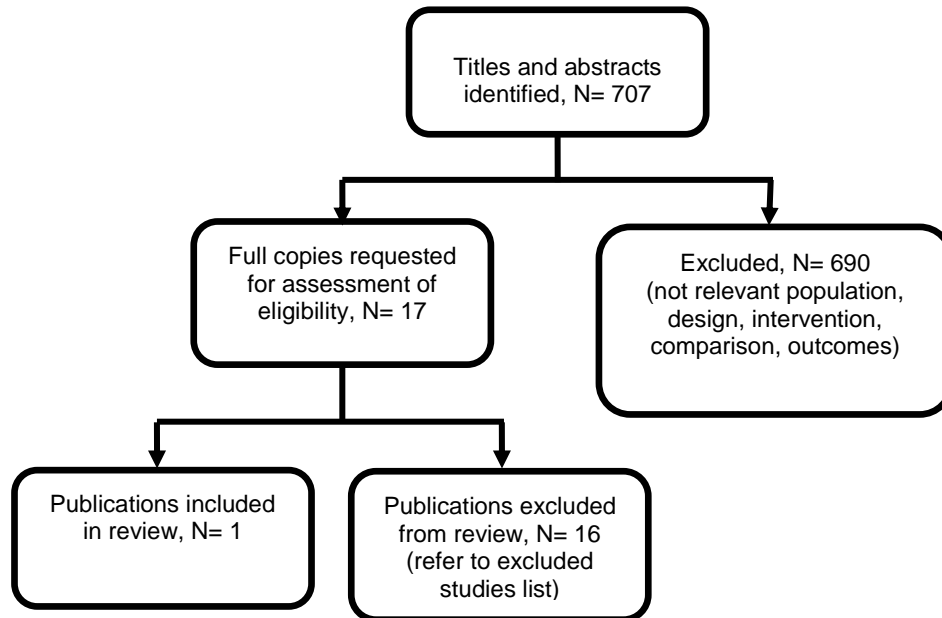 Titles and abstracts
identified, N= 707
Full copies requested
for assessment of
eligibility, N= 17
Excluded, N= 690
(not relevant population,
design, intervention,
comparison, outcomes)
Publications included
in review, N= 1
Publications excluded
from review, N= 16
(refer to excluded
studies list)